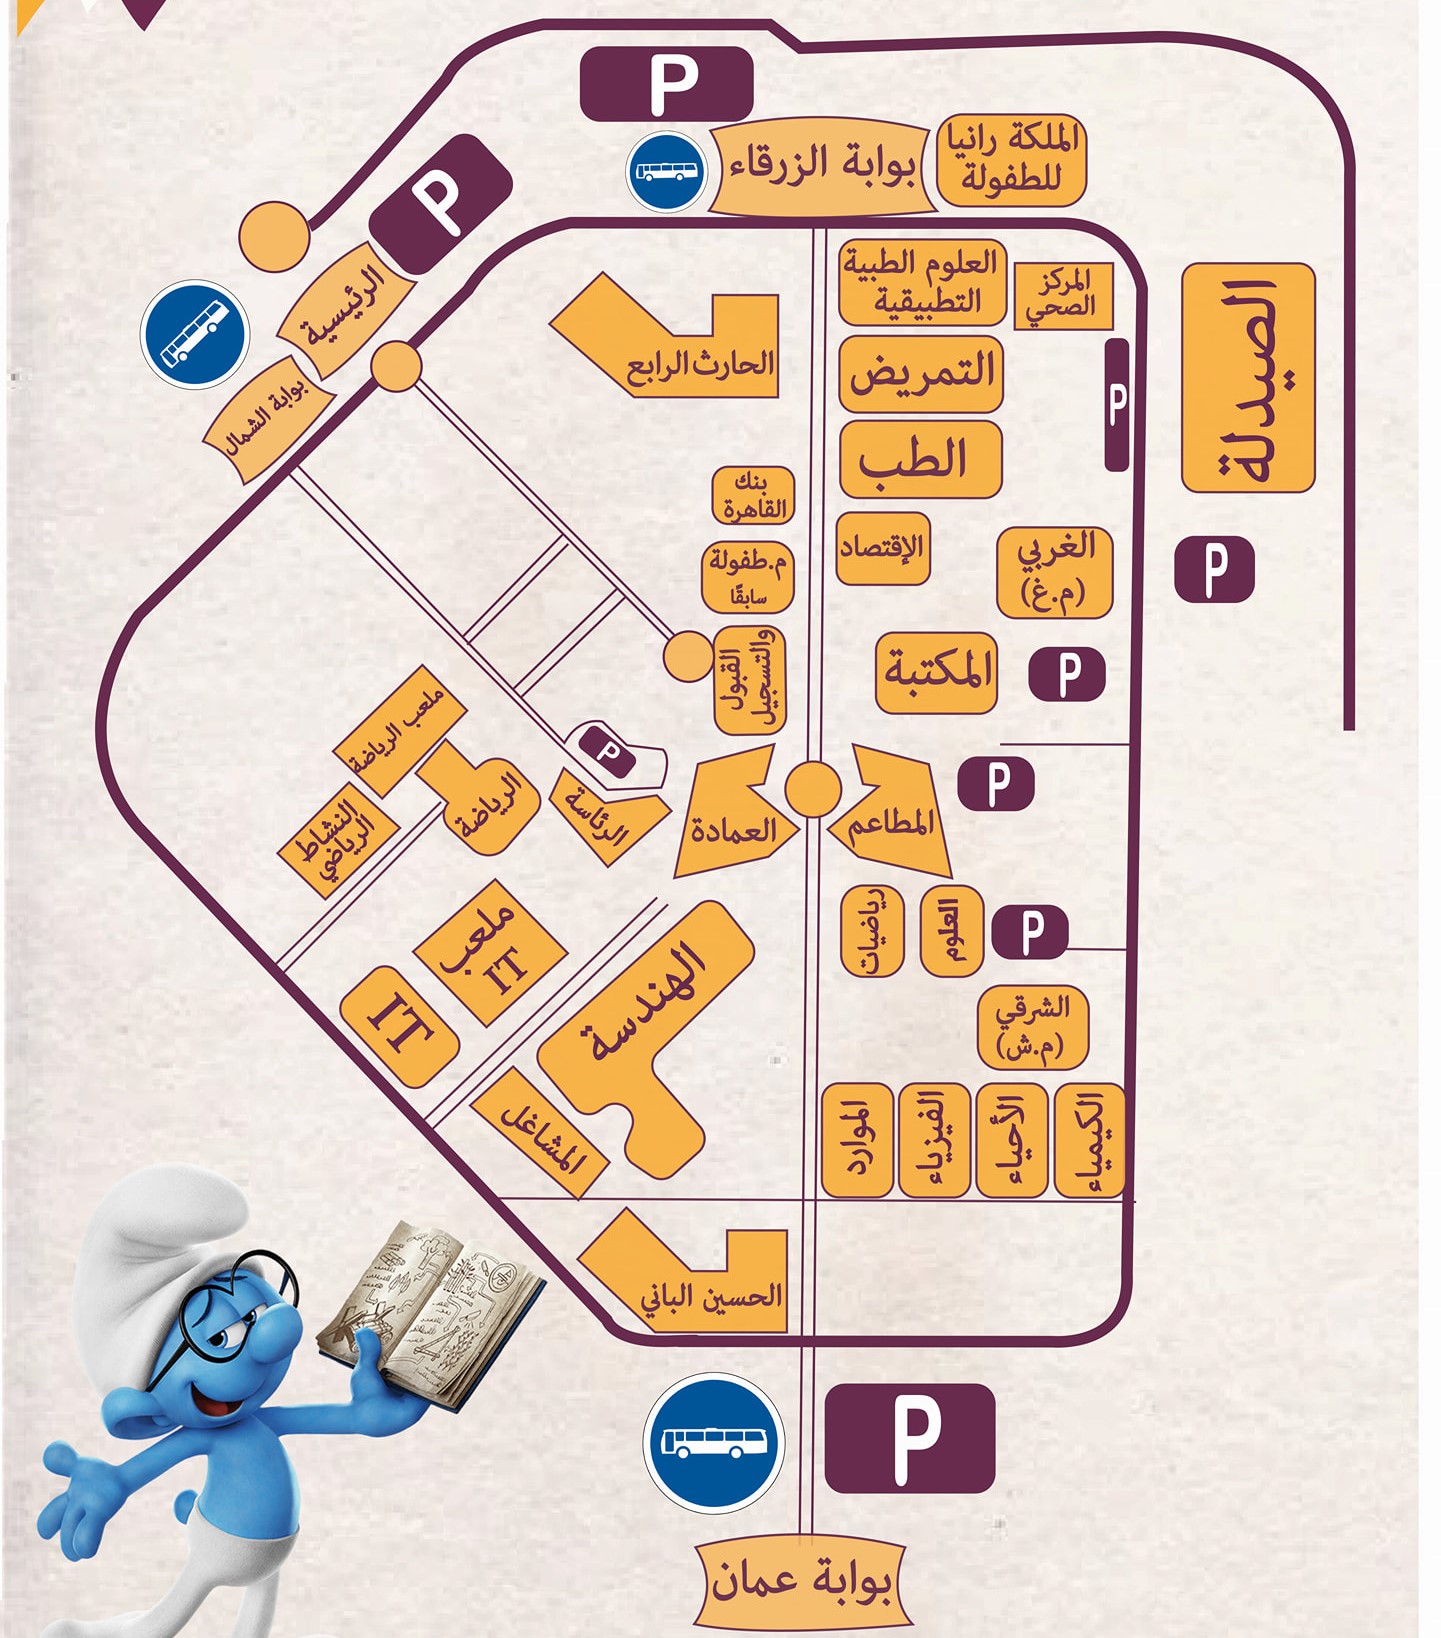 P
الملكة رانيا
للطفولة
بوابة الزرقاء
P
الرئيسية
بوابة الشمال
العلوم الطبية
التطبيقية
المركز
الصحي
الصيدلة
الحارث الرابع
التمريض
P
الطب
بنك
القاهرة
الإقتصاد
الغربي
(م.غ)
P
م.طفولة
سابقًا
القبول
والتسجيل
المكتبة
P
ملعب الرياضة
P
P
النشاط
الرياضي
الرياضة
الرئاسة
العمادة
المطاعم
رياضيات
العلوم
P
ملعب
IT
IT
الهندسة
الشرقي
(م.ش)
المشاغل
الموارد
الفيزياء
الأحياء
الكيمياء
الحسين الباني
P
بوابة عمان